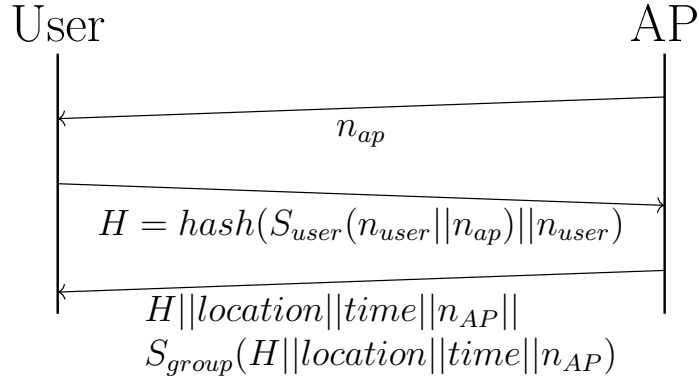 User AP
n_{ap}
H = hash(S_{user}(n_{user}||n_{ap})||n_{user})
H||location||time||n_{AP}||
S_{group}(H||location||time||n_{AP})